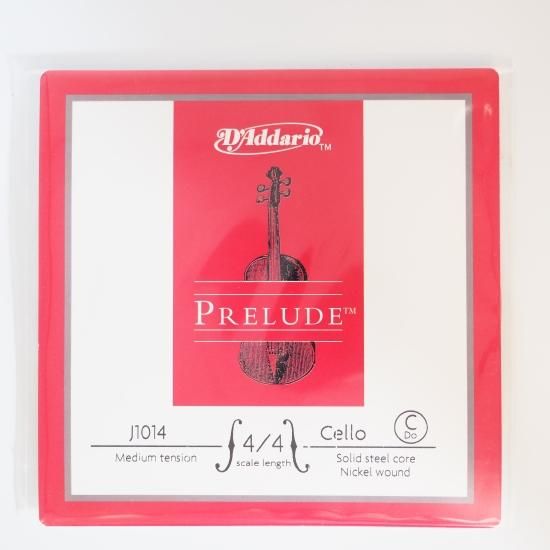 D'Addario™
PRELUDE™
J1014
Medium tension
4/4
scale length
Cello
C
Do
Solid steel core
Nickel wound